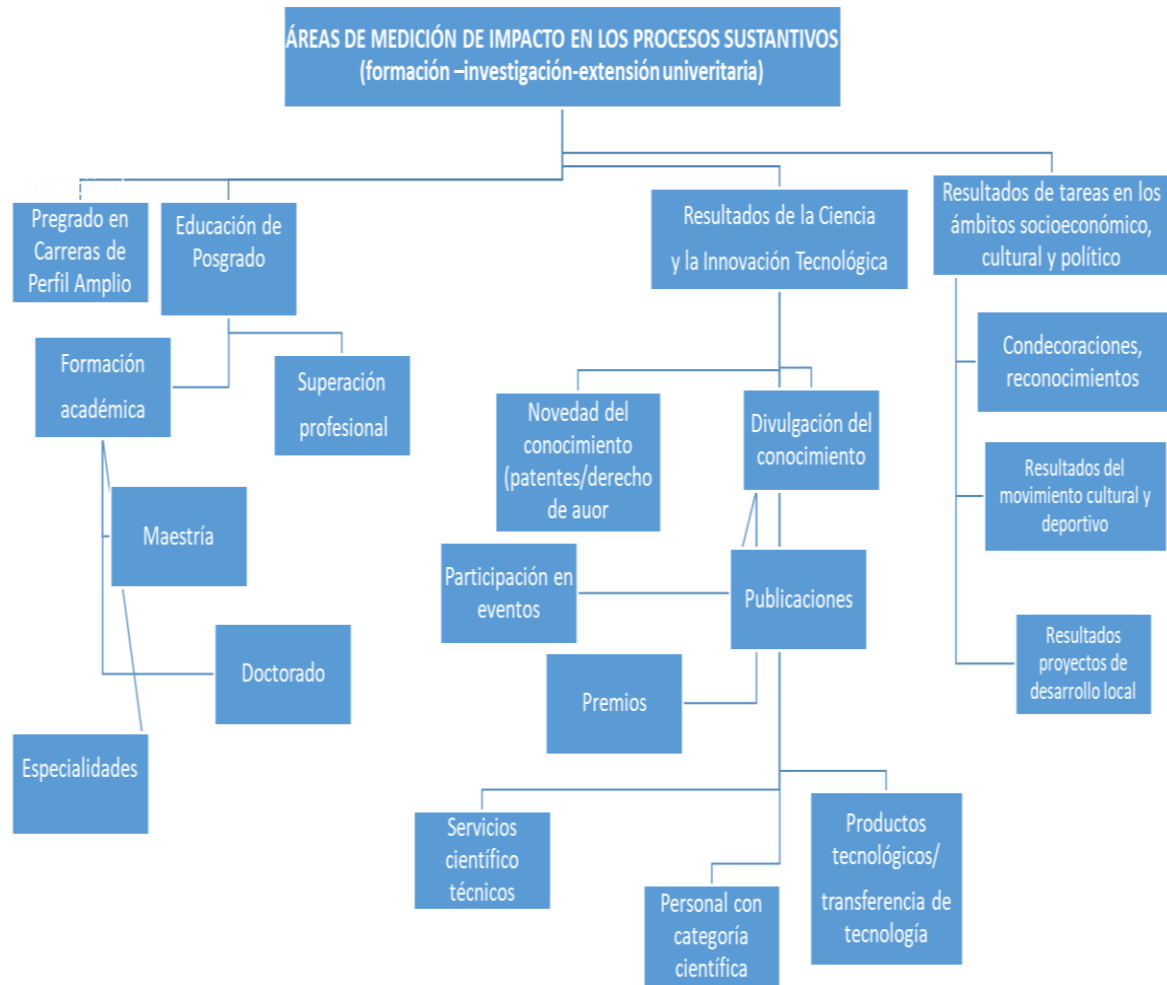 ÁREAS DE MEDICIÓN DE IMPACTO EN LOS PROCESOS SUSTANTIVOS
(formación –investigación-extensión univeritaria)
Pregrado en
Carreras de
Perfil Amplio
Educación de
Posgrado
Resultados de la Ciencia
y la Innovación Tecnológica
Resultados de tareas en los
ámbitos socioeconómico,
cultural y político
Formación
académica
Superación
profesional
Maestría
Doctorado
Especialidades
Novedad del
conocimiento
(patentes/derecho
de auor
Divulgación del
conocimiento
Participación en
eventos
Publicaciones
Premios
Servicios
científico
técnicos
Personal con
categoría
científica
Productos
tecnológicos/
transferencia de
tecnología
Condecoraciones,
reconocimientos
Resultados del
movimiento cultural y
deportivo
Resultados
proyectos de
desarrollo local